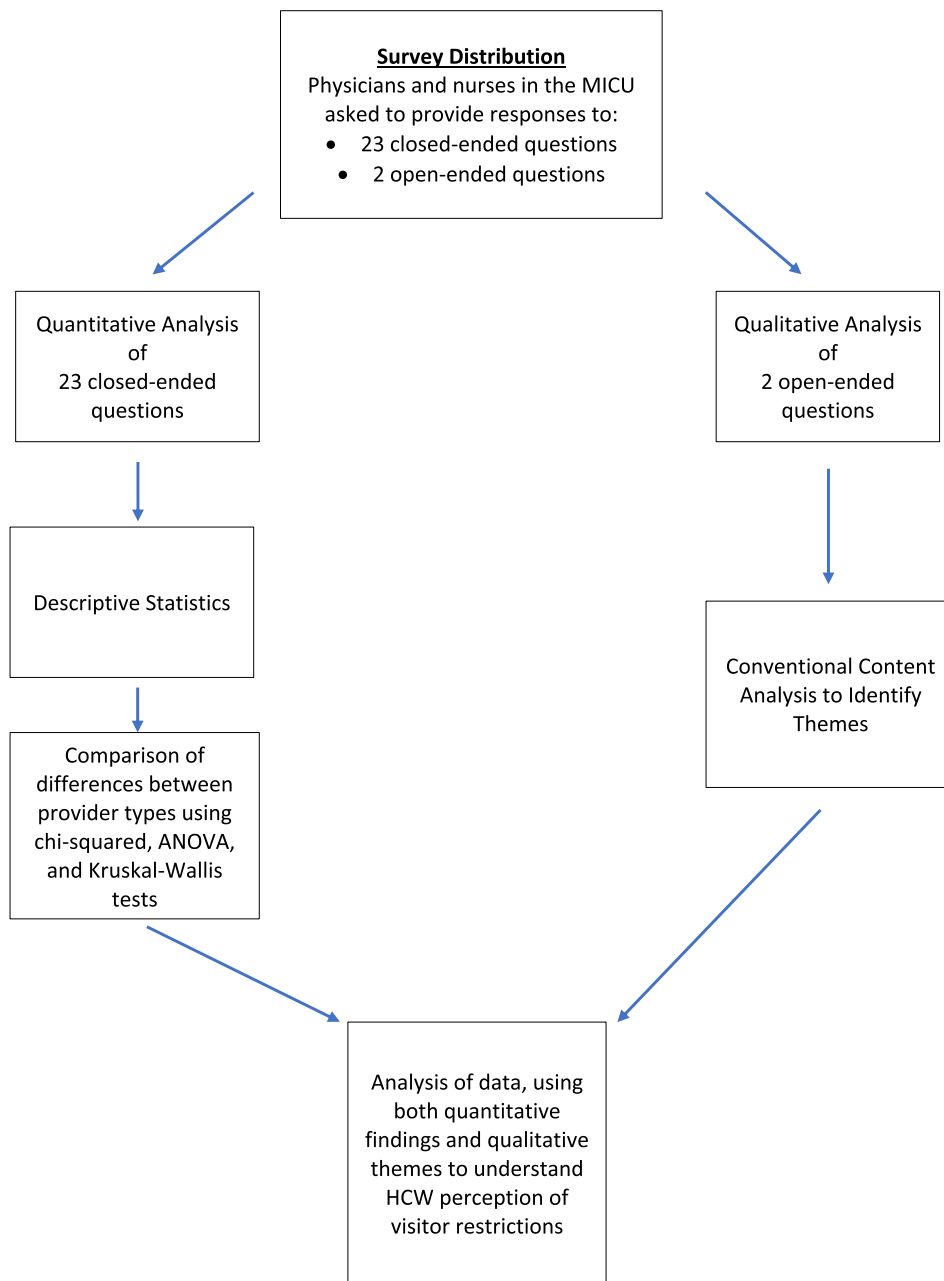 Survey Distribution
Physicians and nurses in the MICU
asked to provide responses to:
• 23 closed-ended questions
• 2 open-ended questions
Quantitative Analysis
of
23 closed-ended
questions
Qualitative Analysis
of
2 open-ended
questions
Descriptive Statistics
Conventional Content
Analysis to Identify
Themes
Comparison of
differences between
provider types using
chi-squared, ANOVA,
and Kruskal-Wallis
tests
Analysis of data, using
both quantitative
findings and qualitative
themes to understand
HCW perception of
visitor restrictions